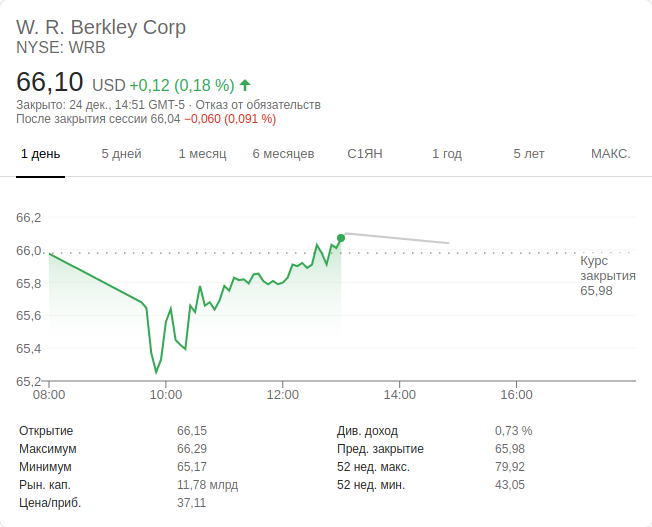 W. R. Berkley Corp
NYSE: WRB
66,10 USD +0,12 (0,18 %)
Закрыто: 24 дек., 14:51 GMT-5 · Отказ от обязательств
После закрытия сессии 66,04 −0,060 (0,091 %)
1 день 5 дней 1 месяц 6 месяцев С1ЯН 1 год 5 лет МАКС.
66,2
66,0
65,8
65,6
65,4
65,2
Курс
закрытия
65,98
08:00 10:00 12:00 14:00 16:00
Открытие 66,15 Див. доход 0,73 %
Максимум 66,29 Пред. закрытие 65,98
Минимум 65,17 52 нед. макс. 79,92
Рын. кап. 11,78 млрд 52 нед. мин. 43,05
Цена/приб. 37,11